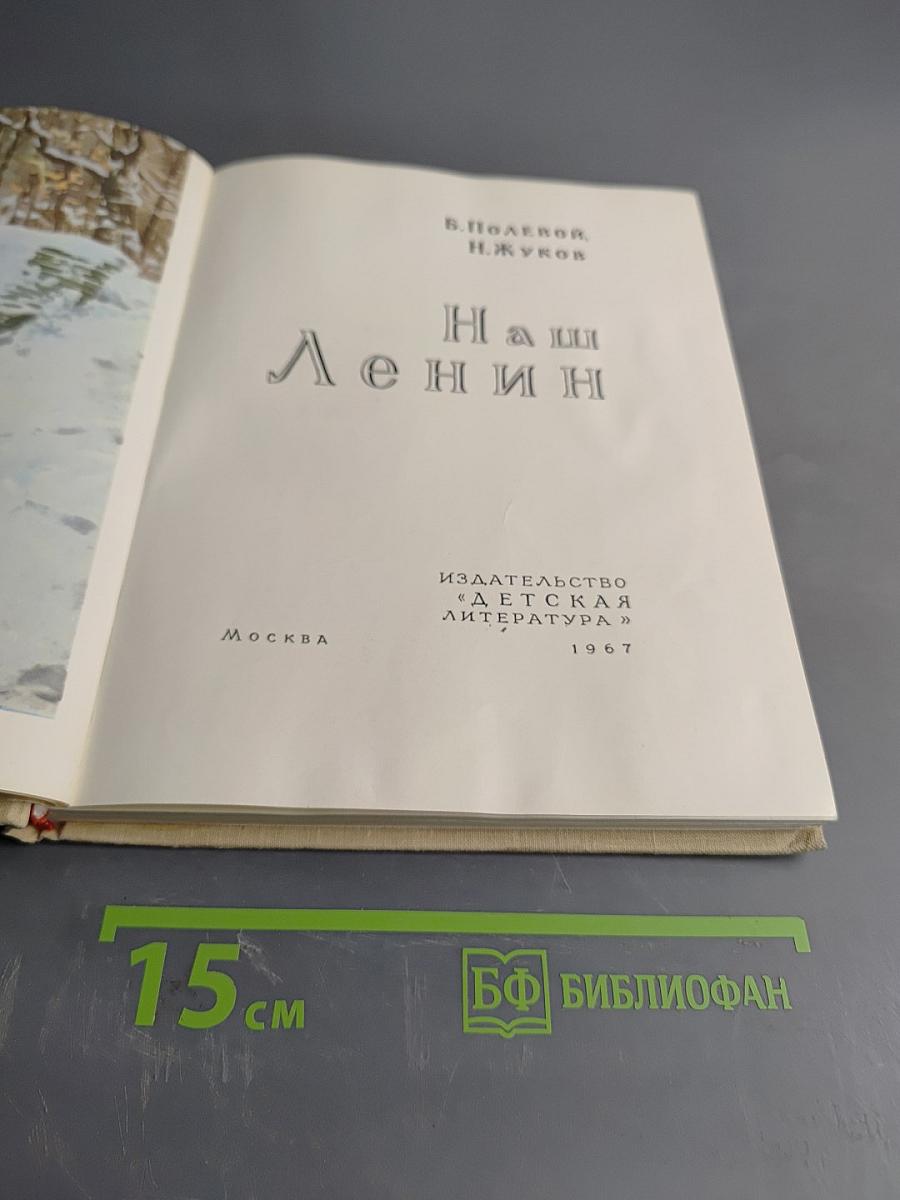 Б. Полевой,
Н. Жуков
Наш
Ленин
ИЗДАТЕЛЬСТВО
«ДЕТСКАЯ
ЛИТЕРАТУРА»
Москва
1967
15 см
БФ БИБЛИОФАН